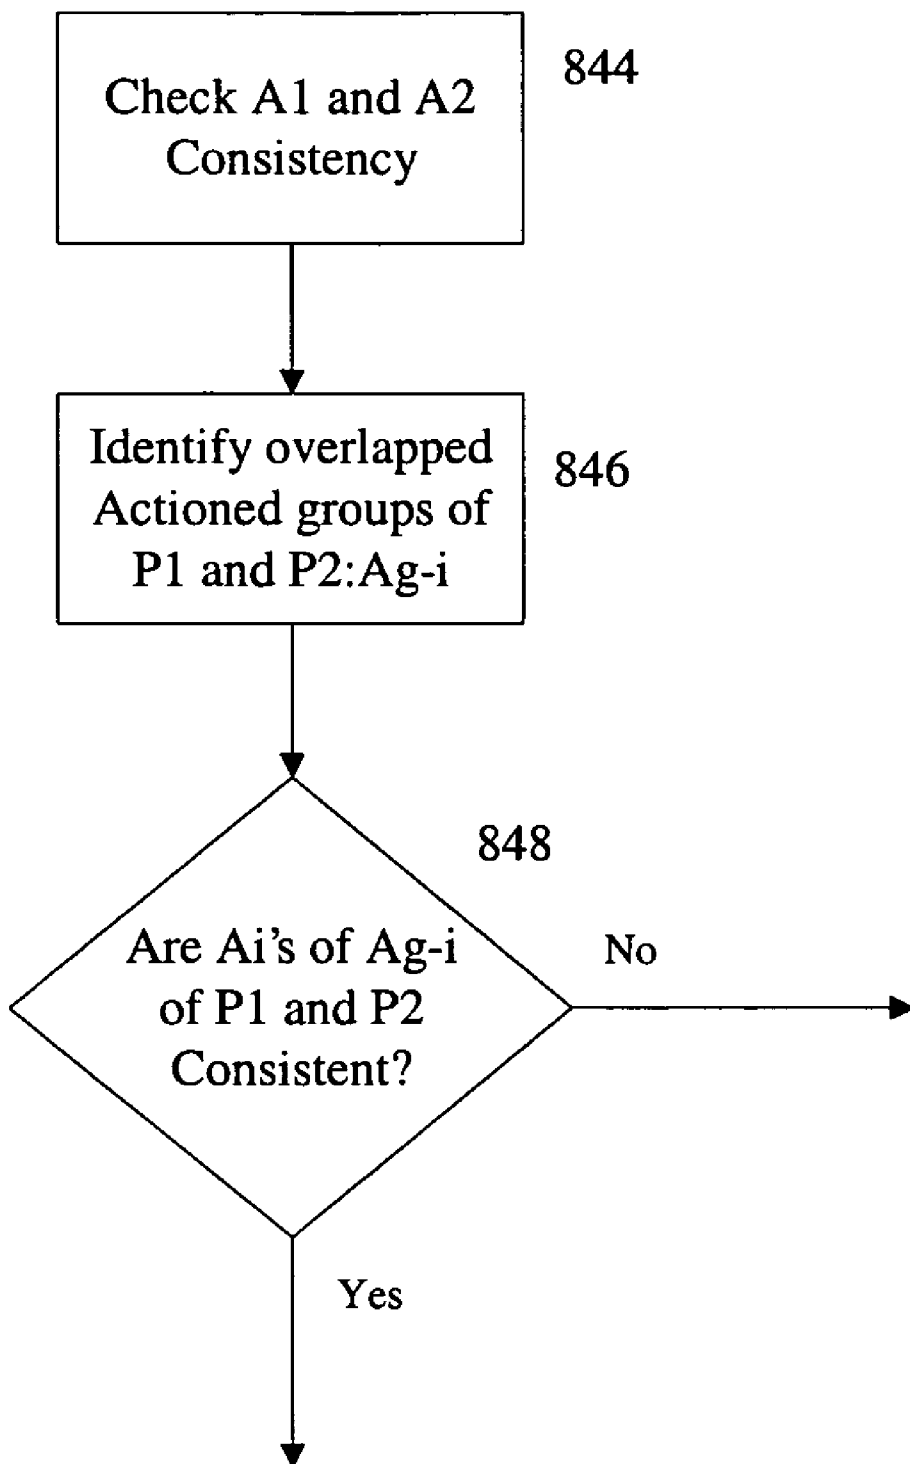 Check A1 and A2
Consistency
844
Identify overlapped
Actioned groups of
P1 and P2:Ag-i
846
848
Are Ai's of Ag-i
of P1 and P2
Consistent?
No
Yes